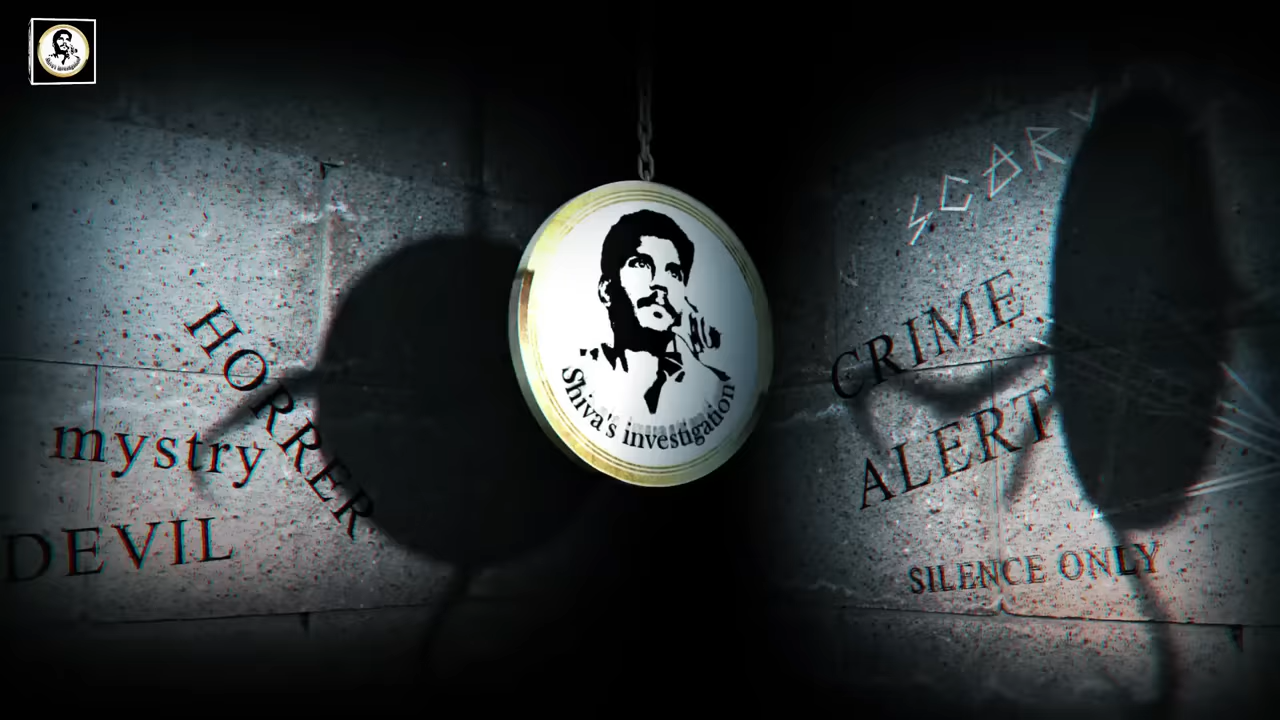 HORRER
mystry
DEVIL
Shiva's investigation
SCARY
CRIME
ALERT
SILENCE ONLY